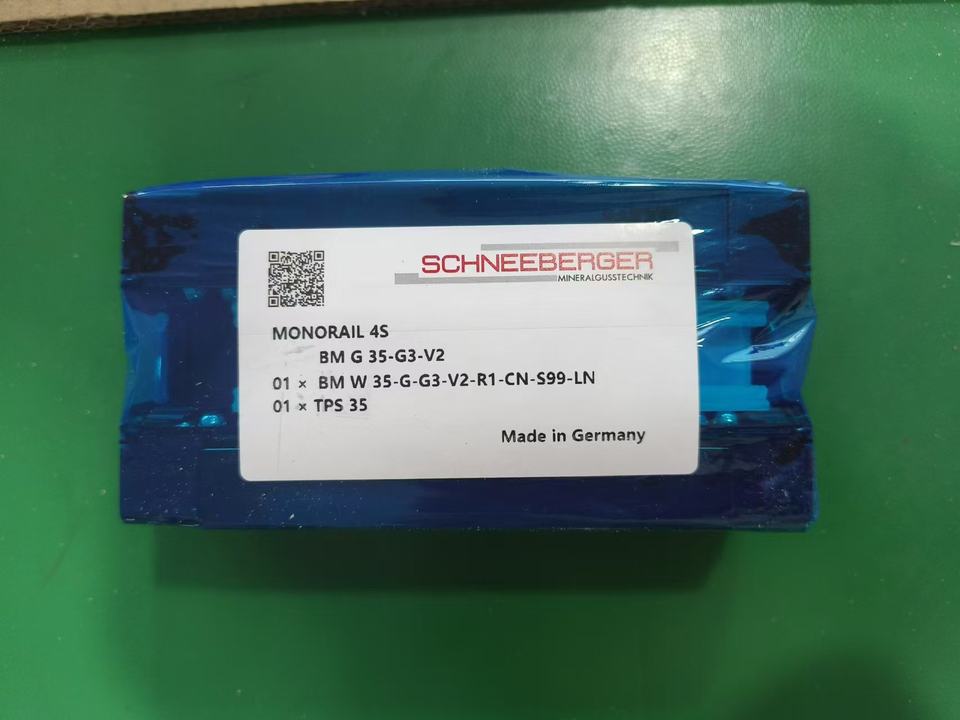 SCHNEEBERGER
MINERALGUSSTECHNIK
MONORAIL 4S
BM G 35-G3-V2
01 × BM W 35-G-G3-V2-R1-CN-S99-LN
01 × TPS 35
Made in Germany